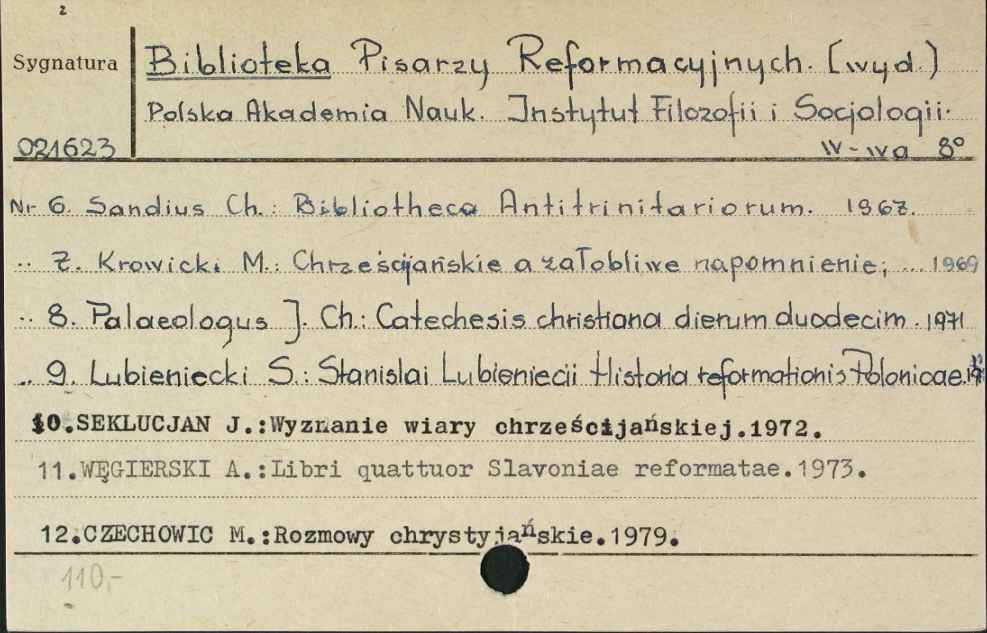 2
Sygnatura
Biblioteka Pisarzy Reformacyjnych. [wyd.)
Polska Akademia Nauk. Instytut Filozofii i Socjologii.
021623 W-wa 8°
Nr 6. Sandius Ch.: Bibliotheca Antitrinitariorum. 1967.
.. 7. Krowicki M.: Chrześcijańskie a załobliwe napomnienie; ... 1969
.. 8. Palaeologus J. Ch.: Catechesis christiana dierum duodecim. 1971
.. 9. Lubieniecki S.: Stanislai Lubieniecii Historia reformationis Polonicae.
10.SEKLUCJAN J.:Wyznanie wiary chrześcijańskiej.1972.
11.WĘGIERSKI A.:Libri quattuor Slavoniae reformatae.1973.
12.CZECHOWIC M.:Rozmowy chrystyjańskie.1979.
110,-